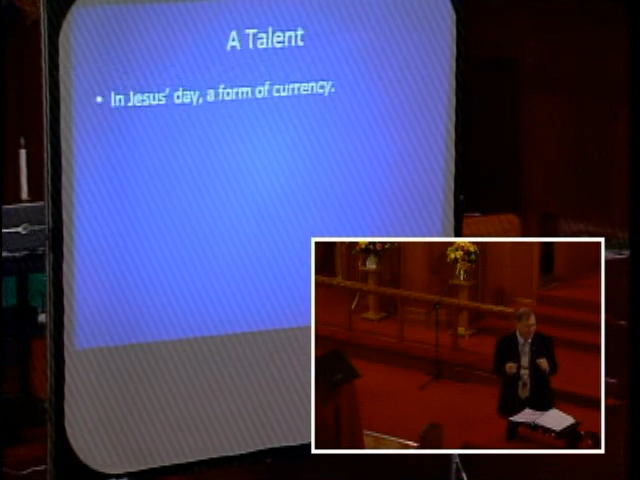 A Talent
• In Jesus' day, a form of currency.